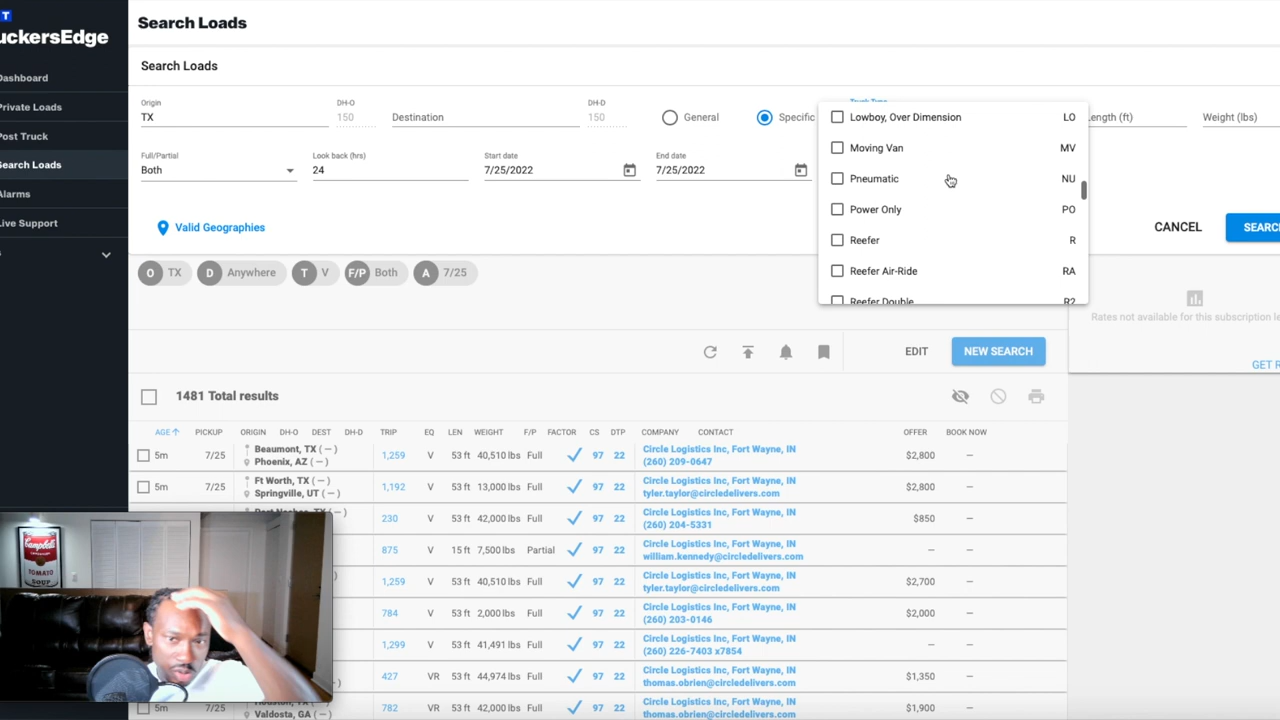 T
uckersEdge
Dashboard
Private Loads
Post Truck
Search Loads
Alarms
Live Support
Search Loads
Search Loads
Origin
TX
DH-O
150
Destination
DH-D
150
General
Specific
Lowboy, Over Dimension LO
Moving Van MV
Pneumatic NU
Power Only PO
Reefer R
Reefer Air-Ride RA
Reefer Double R2
Length (ft)
Weight (lbs)
Full/Partial
Both
Look back (hrs)
24
Start date
7/25/2022
End date
7/25/2022
Valid Geographies
CANCEL
SEARC
O TX
D Anywhere
T V
F/P Both
A 7/25
Rates not available for this subscription le
GET R
EDIT
NEW SEARCH
1481 Total results
AGE PICKUP ORIGIN DH-O DEST DH-D TRIP EQ LEN WEIGHT F/P FACTOR CS DTP COMPANY CONTACT OFFER BOOK NOW
5m 7/25 Beaumont, TX (—) 1,259 V 53 ft 40,510 lbs Full 97 22 Circle Logistics Inc, Fort Wayne, IN $2,800 —
Phoenix, AZ (—) (260) 209-0647
5m 7/25 Ft Worth, TX (—) 1,192 V 53 ft 13,000 lbs Full 97 22 Circle Logistics Inc, Fort Wayne, IN $2,800 —
Springville, UT (—) tyler.taylor@circledelivers.com
230 V 53 ft 42,000 lbs Full 97 22 Circle Logistics Inc, Fort Wayne, IN $850 —
(260) 204-5331
875 V 15 ft 7,500 lbs Partial 97 22 Circle Logistics Inc, Fort Wayne, IN — —
william.kennedy@circledelivers.com
1,259 V 53 ft 40,510 lbs Full 97 22 Circle Logistics Inc, Fort Wayne, IN $2,700 —
tyler.taylor@circledelivers.com
784 V 53 ft 2,000 lbs Full 97 22 Circle Logistics Inc, Fort Wayne, IN $2,000 —
(260) 203-0146
1,299 V 53 ft 41,491 lbs Full 97 22 Circle Logistics Inc, Fort Wayne, IN — —
(260) 226-7403 x7854
427 VR 53 ft 44,974 lbs Full 97 22 Circle Logistics Inc, Fort Wayne, IN $1,350 —
thomas.obrien@circledelivers.com
5m 7/25 782 VR 53 ft 42,000 lbs Full 97 22 Circle Logistics Inc, Fort Wayne, IN $1,900 —
Valdosta, GA (—) thomas.obrien@circledelivers.com
Campbell's
TOMATO
SOUP